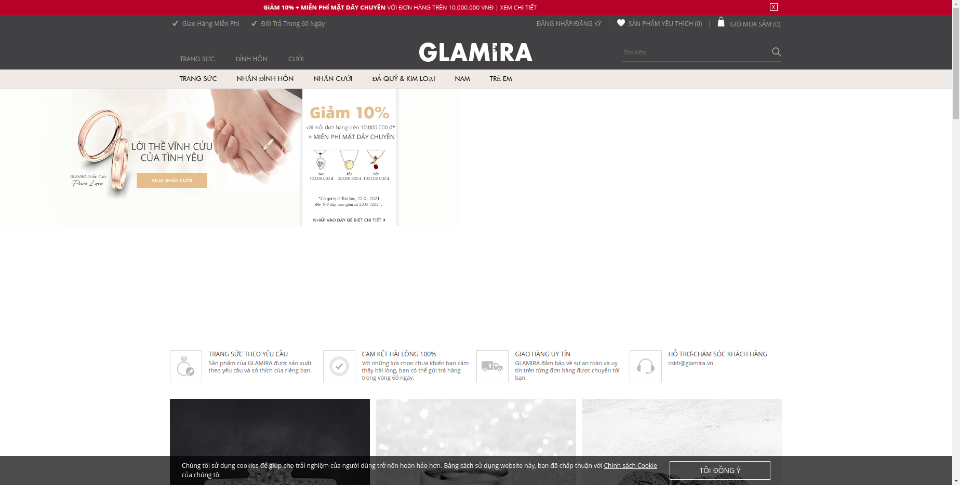 GIẢM 10% + MIỄN PHÍ MẶT DÂY CHUYỀN VỚI ĐƠN HÀNG TRÊN 10.000.000 VNĐ | XEM CHI TIẾT
X
Giao Hàng Miễn Phí
Đổi Trả Trong 60 Ngày
ĐĂNG NHẬP/ĐĂNG KÝ
SẢN PHẨM YÊU THÍCH (0)
GIỎ MUA SẮM (0)
TRANG SỨC
ĐÍNH HÔN
CƯỚI
GLAMIRA
Tìm kiếm
TRANG SỨC
NHẪN ĐÍNH HÔN
NHẪN CƯỚI
ĐÁ QUÝ & KIM LOẠI
NAM
TRẺ EM
LỜI THỀ VĨNH CỬU
CỦA TÌNH YÊU
GLAMIRA Nhẫn Cưới
Pure Love
MUA NHẪN CƯỚI
Giảm 10%
với mỗi đơn hàng trên 10.000.000 đ*
+ MIỄN PHÍ MẶT DÂY CHUYỀN
NHẤP VÀO ĐÂY ĐỂ BIẾT CHI TIẾT
TRANG SỨC THEO YÊU CẦU
Sản phẩm của GLAMIRA được sản xuất
theo yêu cầu và sở thích của riêng bạn.
CAM KẾT HÀI LÒNG 100%
Với những lựa chọn chưa khiến bạn cảm
thấy hài lòng, bạn có thể gửi trả hàng
trong vòng 60 ngày.
GIAO HÀNG UY TÍN
GLAMIRA đảm bảo về sự an toàn và uy
tín trên từng đơn hàng được chuyển tới
bạn.
HỖ TRỢ-CHĂM SÓC KHÁCH HÀNG
cskh@glamira.vn
Chúng tôi sử dụng cookies để giúp cho trải nghiệm của người dùng trở nên hoàn hảo hơn. Bằng cách sử dụng website này, bạn đã chấp thuận với Chính sách Cookie
của chúng tô
TÔI ĐỒNG Ý